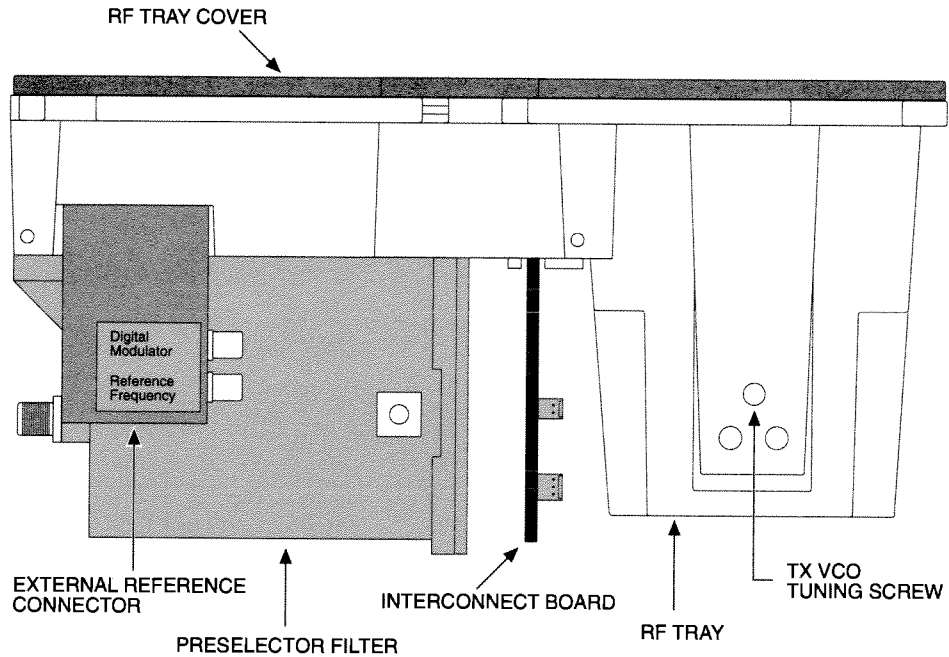 RF TRAY COVER
Digital
Modulator
Reference
Frequency
EXTERNAL REFERENCE
CONNECTOR
PRESELECTOR FILTER
INTERCONNECT BOARD
RF TRAY
TX VCO
TUNING SCREW